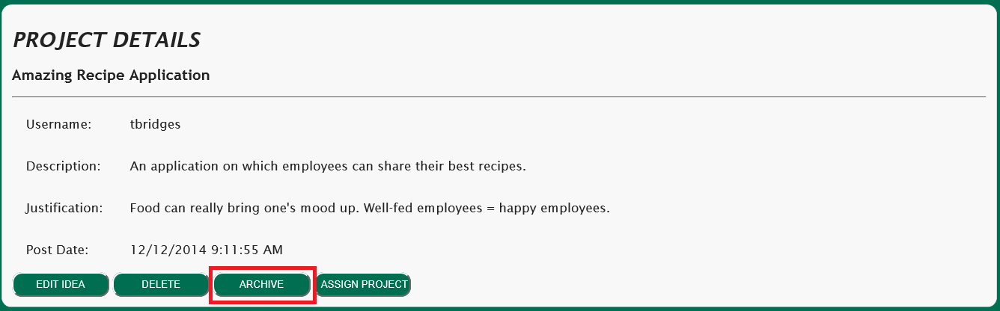 PROJECT DETAILS
Amazing Recipe Application
Username: tbridges
Description: An application on which employees can share their best recipes.
Justification: Food can really bring one's mood up. Well-fed employees = happy employees.
Post Date: 12/12/2014 9:11:55 AM
EDIT IDEA DELETE ARCHIVE ASSIGN PROJECT